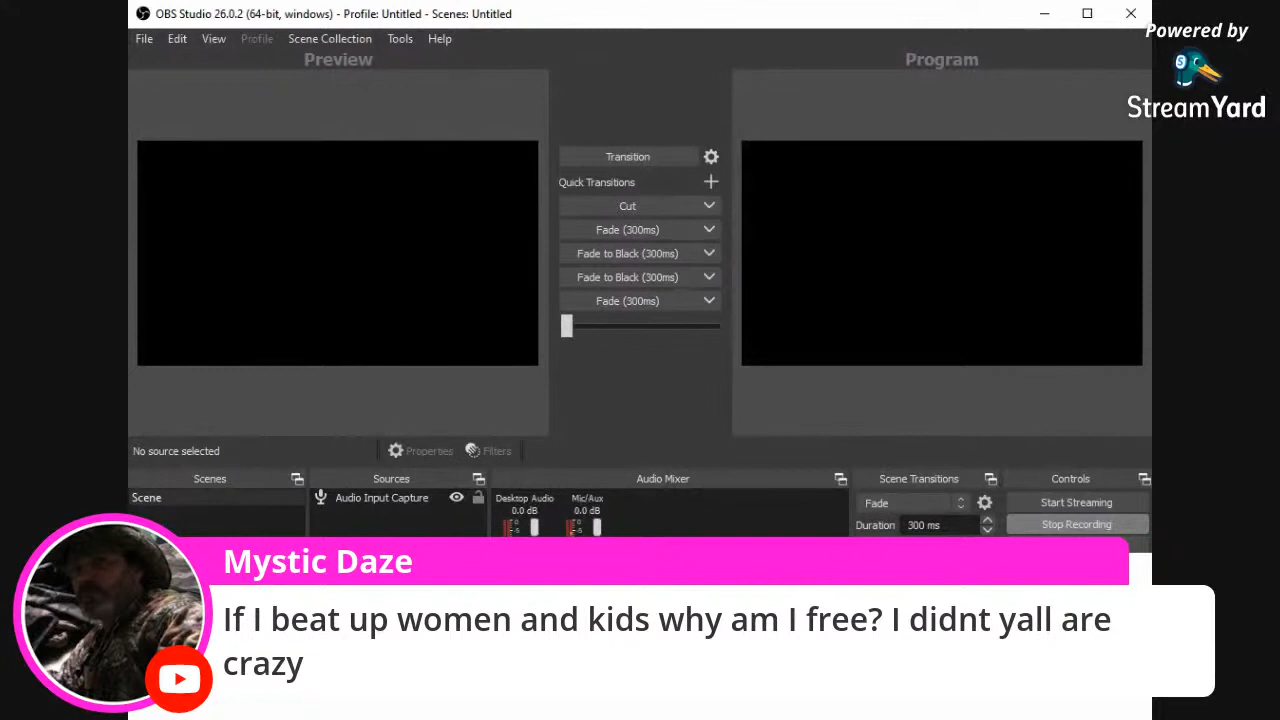 OBS Studio 26.0.2 (64-bit, windows) - Profile: Untitled - Scenes: Untitled
Powered by
StreamYard
File Edit View Profile Scene Collection Tools Help
Preview
Program
Transition
Quick Transitions
Cut
Fade (300ms)
Fade to Black (300ms)
Fade to Black (300ms)
Fade (300ms)
No source selected
Properties
Filters
Scenes
Sources
Audio Mixer
Scene Transitions
Controls
Scene
Audio Input Capture
Desktop Audio
0.0 dB
Mic/Aux
0.0 dB
0
-5
0
-5
Fade
Duration 300 ms
Start Streaming
Stop Recording
Mystic Daze
If I beat up women and kids why am I free? I didnt yall are
crazy